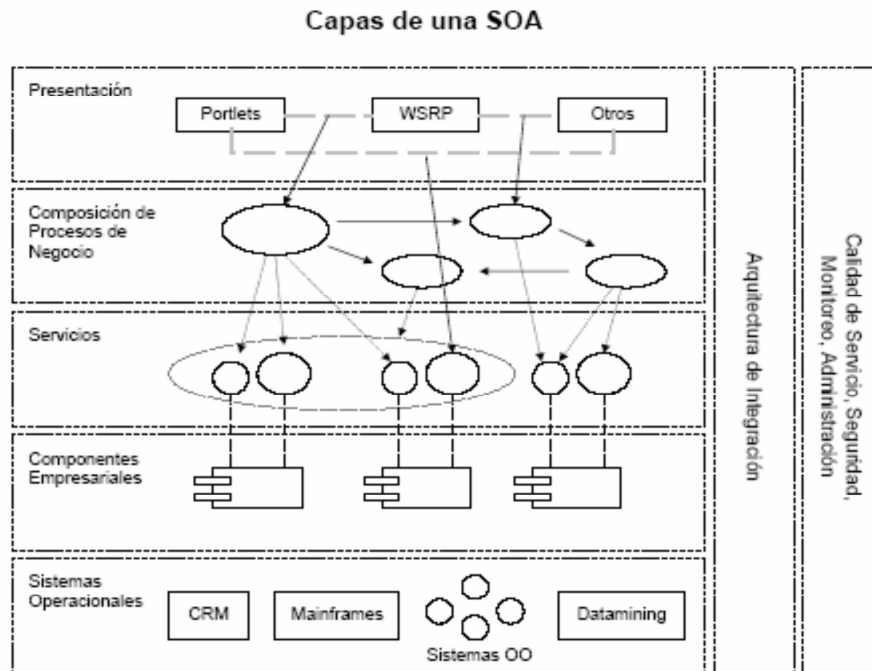 Capas de una SOA
Presentación
Portlets
WSRP
Otros
Composición de
Procesos de
Negocio
Servicios
Componentes
Empresariales
Sistemas
Operacionales
CRM
Mainframes
Sistemas OO
Datamining
Arquitectura de Integración
Calidad de Servicio, Seguridad,
Monitoreo, Administración